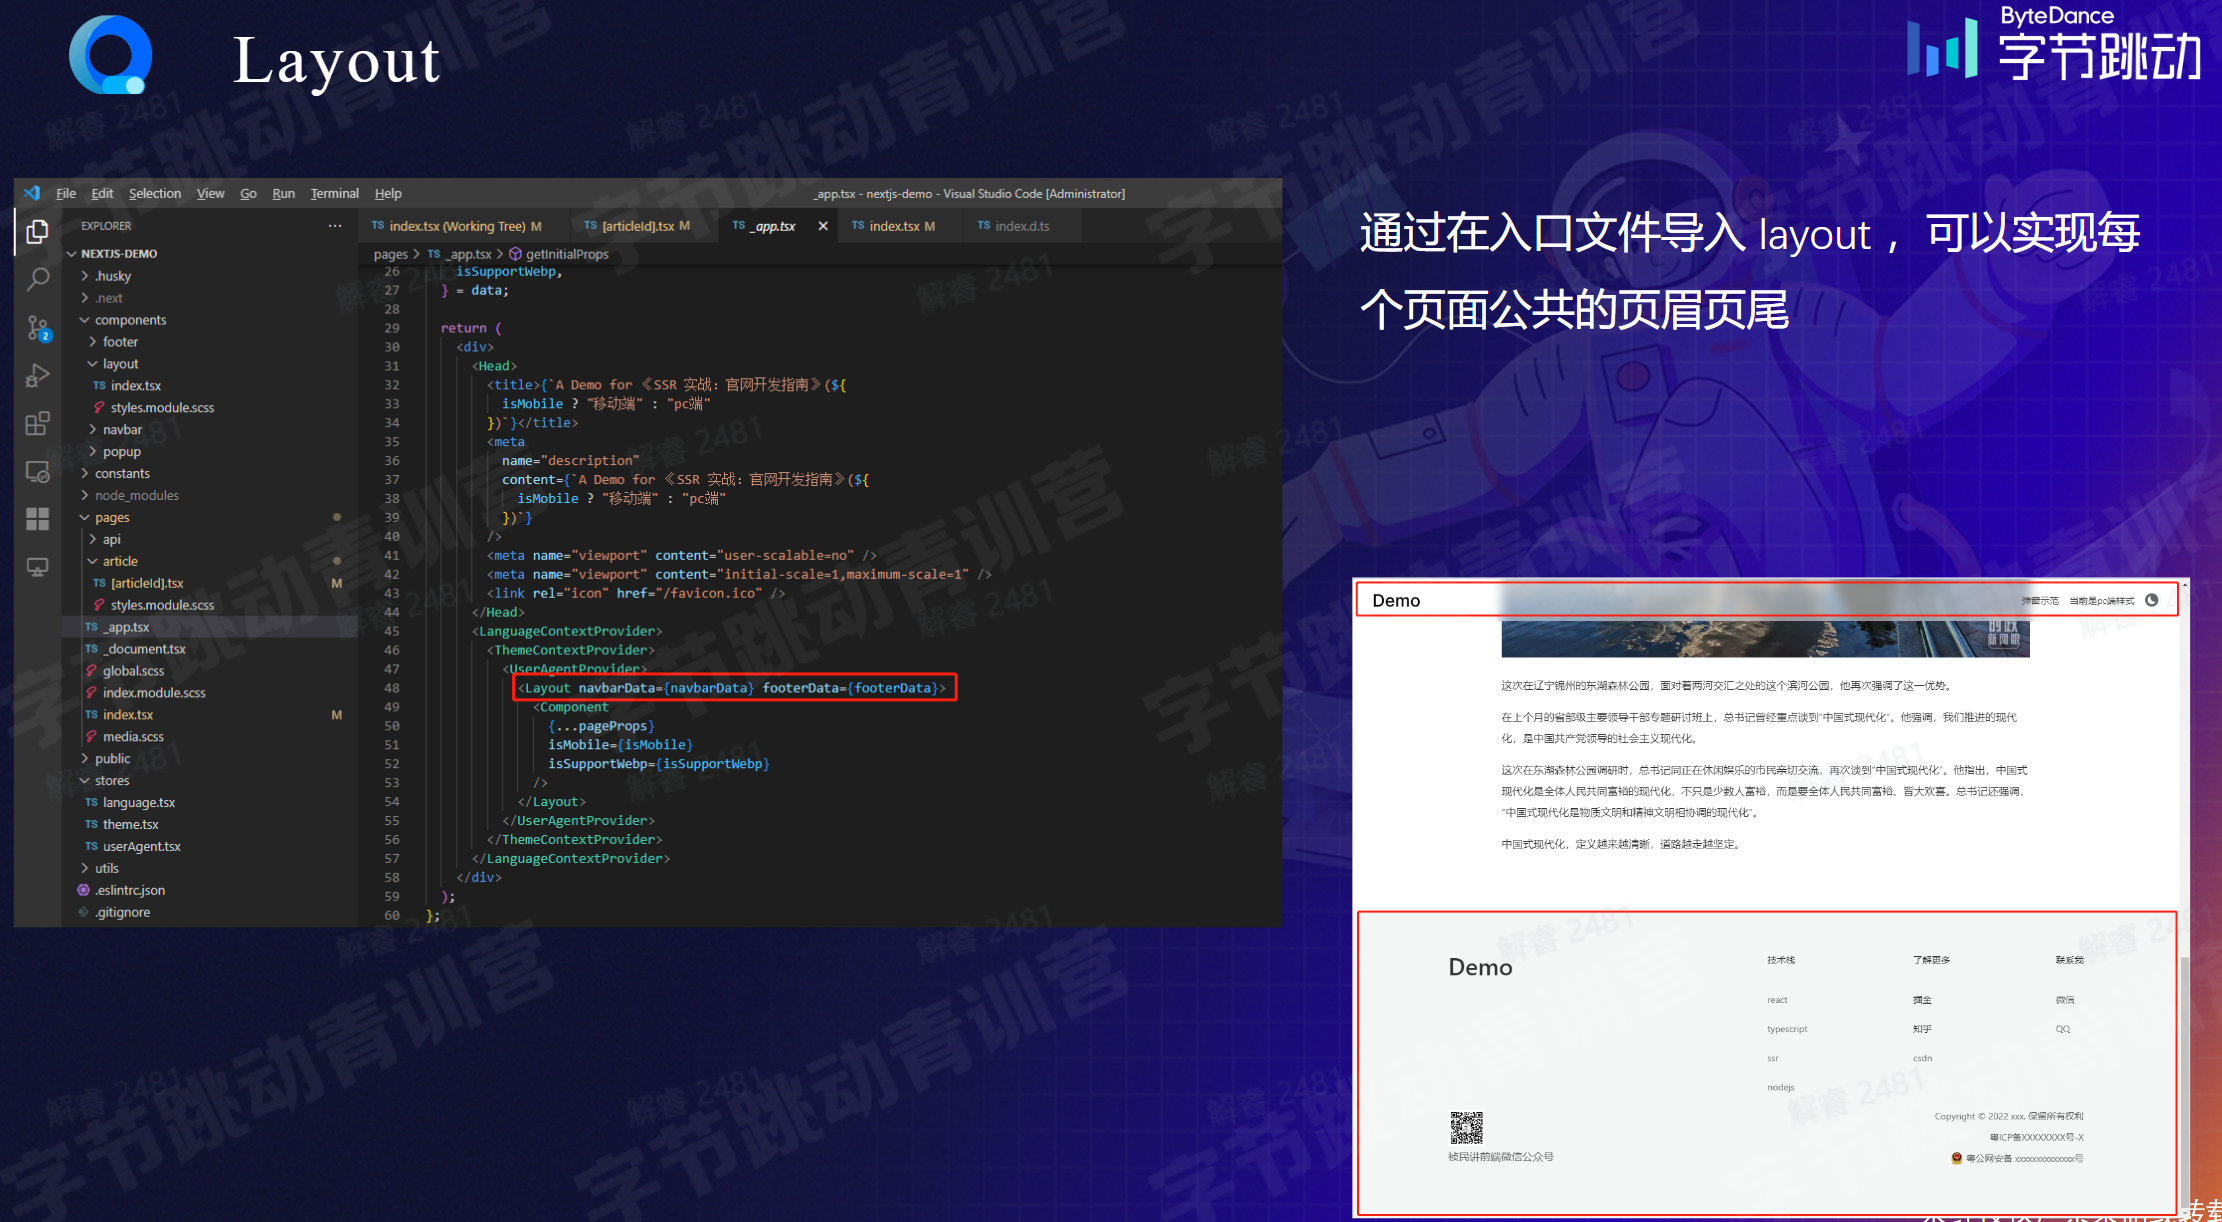 Layout
ByteDance
字节跳动
通过在入口文件导入 layout，可以实现每
个页面公共的页眉页尾
File Edit Selection View Go Run Terminal Help
_app.tsx - nextjs-demo - Visual Studio Code [Administrator]
EXPLORER
NEXTJS-DEMO
.husky
.next
components
footer
layout
TS index.tsx
styles.module.scss
navbar
popup
constants
node_modules
pages
api
article
TS [articleId].tsx M
styles.module.scss
TS _app.tsx
TS _document.tsx
global.scss
index.module.scss
TS index.tsx M
media.scss
public
stores
TS language.tsx
TS theme.tsx
TS userAgent.tsx
utils
.eslintrc.json
.gitignore
2
TS index.tsx (Working Tree) M TS [articleId].tsx M TS _app.tsx TS index.tsx M TS index.d.ts
pages > TS _app.tsx > getInitialProps
26 isSupportWebp,
27 } = data;
28
29 return (
30 <div>
31 <Head>
32 <title>{`A Demo for 《SSR 实战：官网开发指南》(${
33 isMobile ? "移动端" : "pc端"
34 })`}</title>
35 <meta
36 name="description"
37 content={`A Demo for 《SSR 实战：官网开发指南》(${
38 isMobile ? "移动端" : "pc端"
39 })`}
40 />
41 <meta name="viewport" content="user-scalable=no" />
42 <meta name="viewport" content="initial-scale=1,maximum-scale=1" />
43 <link rel="icon" href="/favicon.ico" />
44 </Head>
45 <LanguageContextProvider>
46 <ThemeContextProvider>
47 <UserAgentProvider>
48 <Layout navbarData={navbarData} footerData={footerData}>
49 <Component
50 {...pageProps}
51 isMobile={isMobile}
52 isSupportWebp={isSupportWebp}
53 />
54 </Layout>
55 </UserAgentProvider>
56 </ThemeContextProvider>
57 </LanguageContextProvider>
58 </div>
59 );
60 };
Demo 弹窗示范 当前是pc端样式
时政
新闻眼
这次在辽宁锦州的东湖森林公园，面对着两河交汇之处的这个滨河公园，他再次强调了这一优势。
在上个月的省部级主要领导干部专题研讨班上，总书记曾经重点谈到“中国式现代化”。他强调，我们推进的现代
化，是中国共产党领导的社会主义现代化。
这次在东湖森林公园调研时，总书记同正在休闲娱乐的市民亲切交流，再次谈到“中国式现代化”。他指出，中国式
现代化是全体人民共同富裕的现代化，不只是少数人富裕，而是要全体人民共同富裕、皆大欢喜。总书记还强调，
“中国式现代化是物质文明和精神文明相协调的现代化”。
中国式现代化，定义越来越清晰，道路越走越坚定。
Demo
技术栈 了解更多 联系我
react 掘金 微信
typescript 知乎 QQ
ssr csdn
nodejs
Copyright © 2022 xxx. 保留所有权利
粤ICP备XXXXXXXX号-X
粤公网安备 xxxxxxxxxxxxx号
祯民讲前端微信公众号
字节跳动青训营
解睿 2481